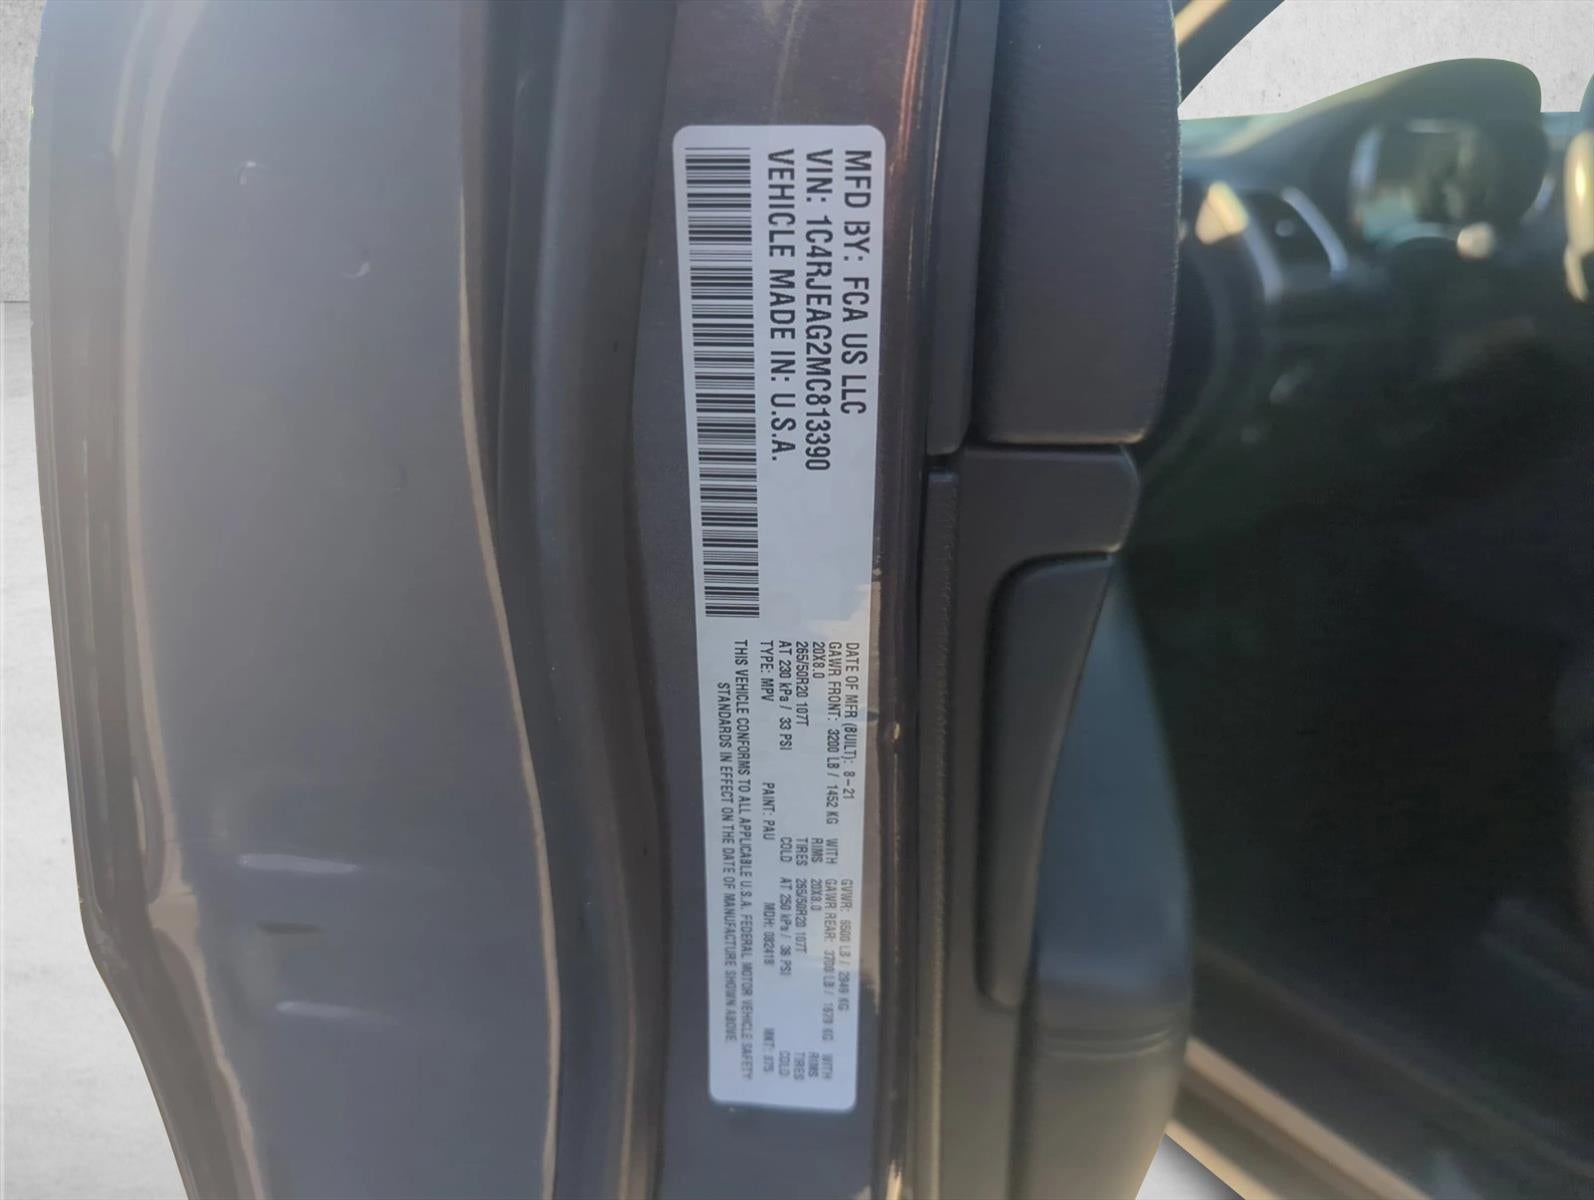 MFD BY: FCA US LLC
VIN: 1C4RJEAG2MC813390
VEHICLE MADE IN: U.S.A.
DATE OF MFR (BUILT): 8-21 GVWR: 6500 LB / 2949 KG
GAWR FRONT: 3200 LB / 1452 KG WITH GAWR REAR: 3700 LB / 1679 KG WITH
20X8.0 RIMS 20X8.0 RIMS
265/50R20 107T TIRES 265/50R20 107T TIRES
AT 230 kPa / 33 PSI COLD AT 250 kPa / 36 PSI COLD
TYPE: MPV PAINT: PAU MDH: MKT:
THIS VEHICLE CONFORMS TO ALL APPLICABLE U.S.A. FEDERAL MOTOR VEHICLE SAFETY
STANDARDS IN EFFECT ON THE DATE OF MANUFACTURE SHOWN ABOVE.